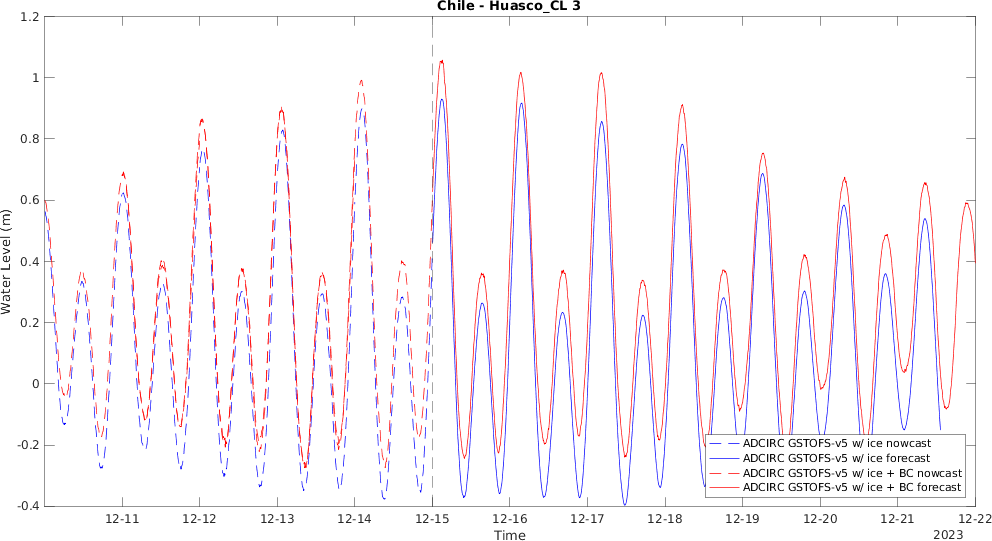 Chile - Huasco_CL 3
1.2
1
0.8
0.6
0.4
0.2
0
-0.2
-0.4
Water Level (m)
ADCIRC GSTOFS-v5 w/ ice nowcast
ADCIRC GSTOFS-v5 w/ ice forecast
ADCIRC GSTOFS-v5 w/ ice + BC nowcast
ADCIRC GSTOFS-v5 w/ ice + BC forecast
12-11 12-12 12-13 12-14 12-15 12-16 12-17 12-18 12-19 12-20 12-21 12-22
Time
2023